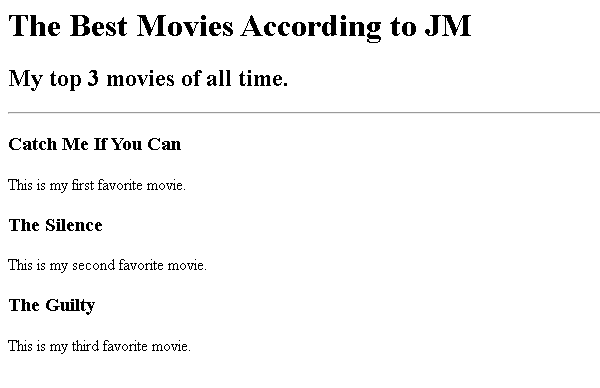 The Best Movies According to JM
My top 3 movies of all time.
Catch Me If You Can
This is my first favorite movie.
The Silence
This is my second favorite movie.
The Guilty
This is my third favorite movie.